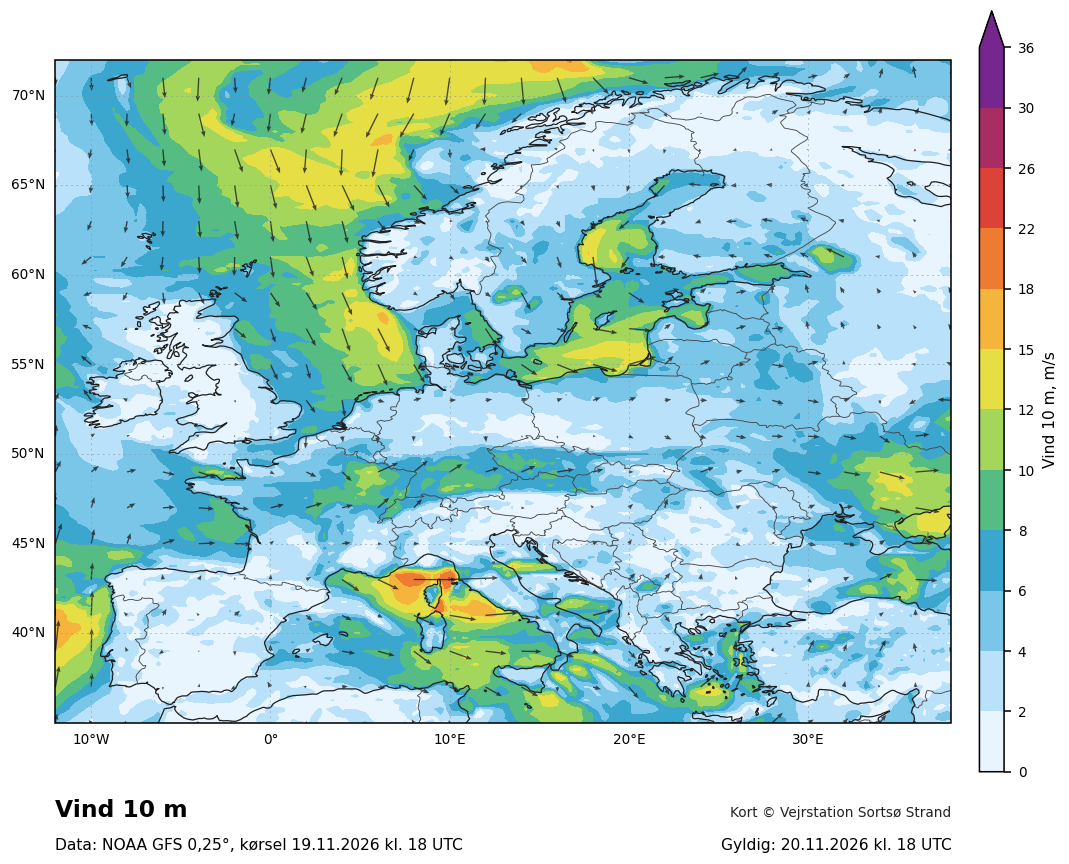 70°N
65°N
60°N
55°N
50°N
45°N
40°N
10°W
0°
10°E
20°E
30°E
36
30
26
22
18
15
12
10
8
6
4
2
0
Vind 10 m, m/s
Vind 10 m
Kort © Vejrstation Sortsø Strand
Data: NOAA GFS 0,25°, kørsel 19.11.2026 kl. 18 UTC
Gyldig: 20.11.2026 kl. 18 UTC